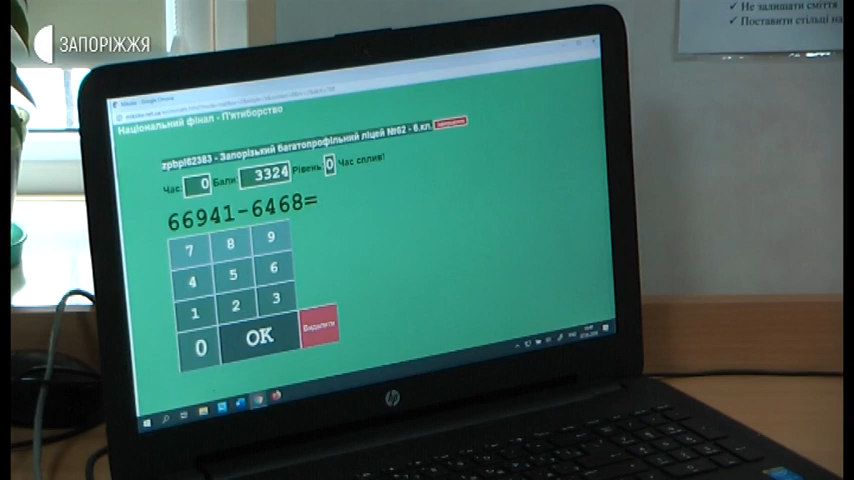 ЗАПОРІЖЖЯ
✓ Не залишати сміття
✓ Поставити стільці на
Національний фінал - П'ятиборство
zpbpl62383 - Запорізький багатопрофільний ліцей №62 - 6.кл.
Час: 0 Бали: 3324 Рівень: 0 Час сплив!
66941-6468=
7 8 9
4 5 6
1 2 3
0 OK Видалити
hp